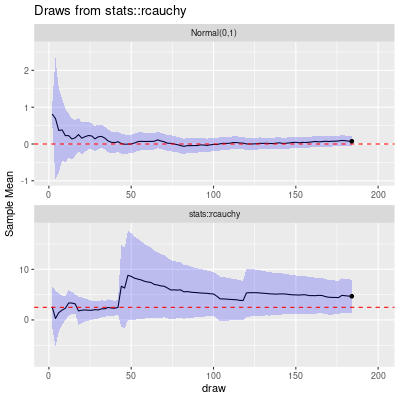 Draws from stats::rcauchy
Normal(0,1)
2
1
0
-1
0 50 100 150 200
stats::rcauchy
10
0
0 50 100 150 200
draw
Sample Mean